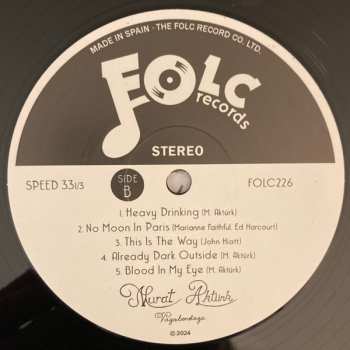 MADE IN SPAIN · THE FOLC RECORD CO. LTD.
FOLC
records
STEREO
SPEED 33 1/3
SIDE
B
FOLC226
1. Heavy Drinking (M. Aktürk)
2. No Moon In Paris (Marianne Faithful, Ed Harcourt)
3. This Is The Way (John Hiatt)
4. Already Dark Outside (M. Aktürk)
5. Blood In My Eye (M. Aktürk)
Murat Aktürk
Vagabondage
©2024